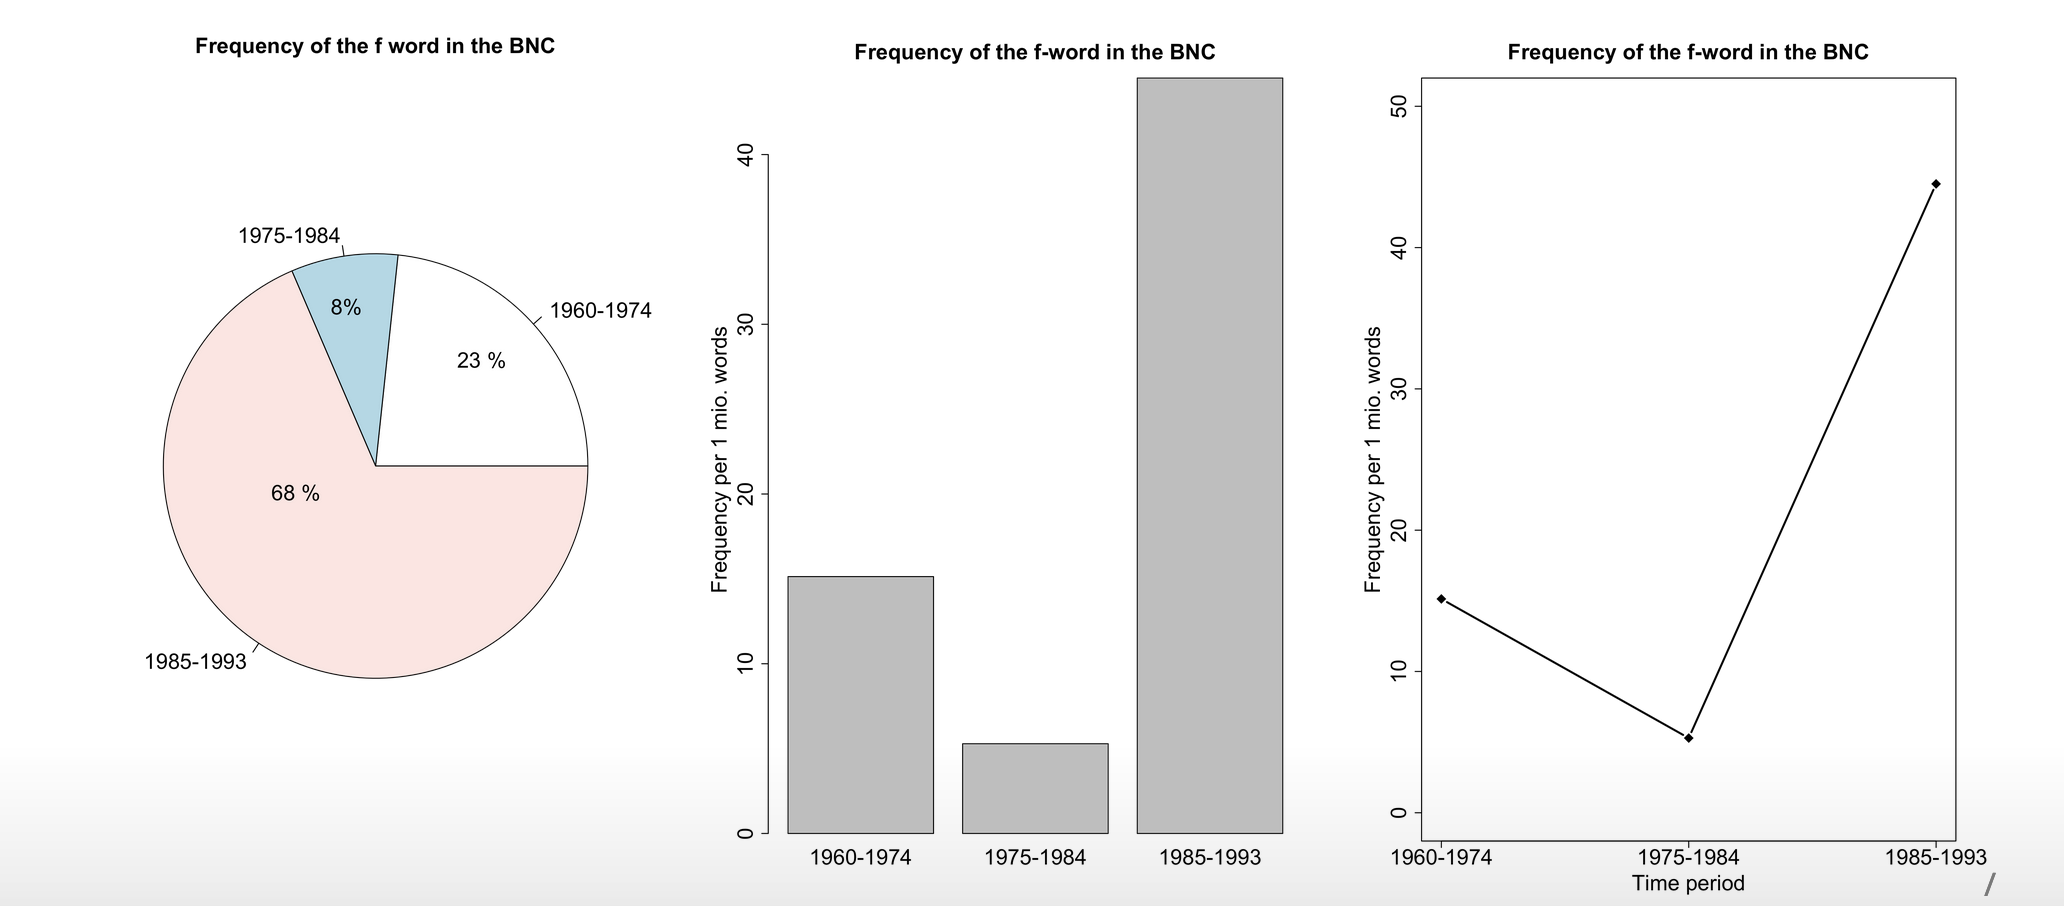 Frequency of the f word in the BNC
1975-1984
8%
1960-1974
23 %
68 %
1985-1993
Frequency of the f-word in the BNC
Frequency per 1 mio. words
40
30
20
10
0
1960-1974 1975-1984 1985-1993
Frequency of the f-word in the BNC
Frequency per 1 mio. words
50
40
30
20
10
0
1960-1974 1975-1984 1985-1993
Time period
/